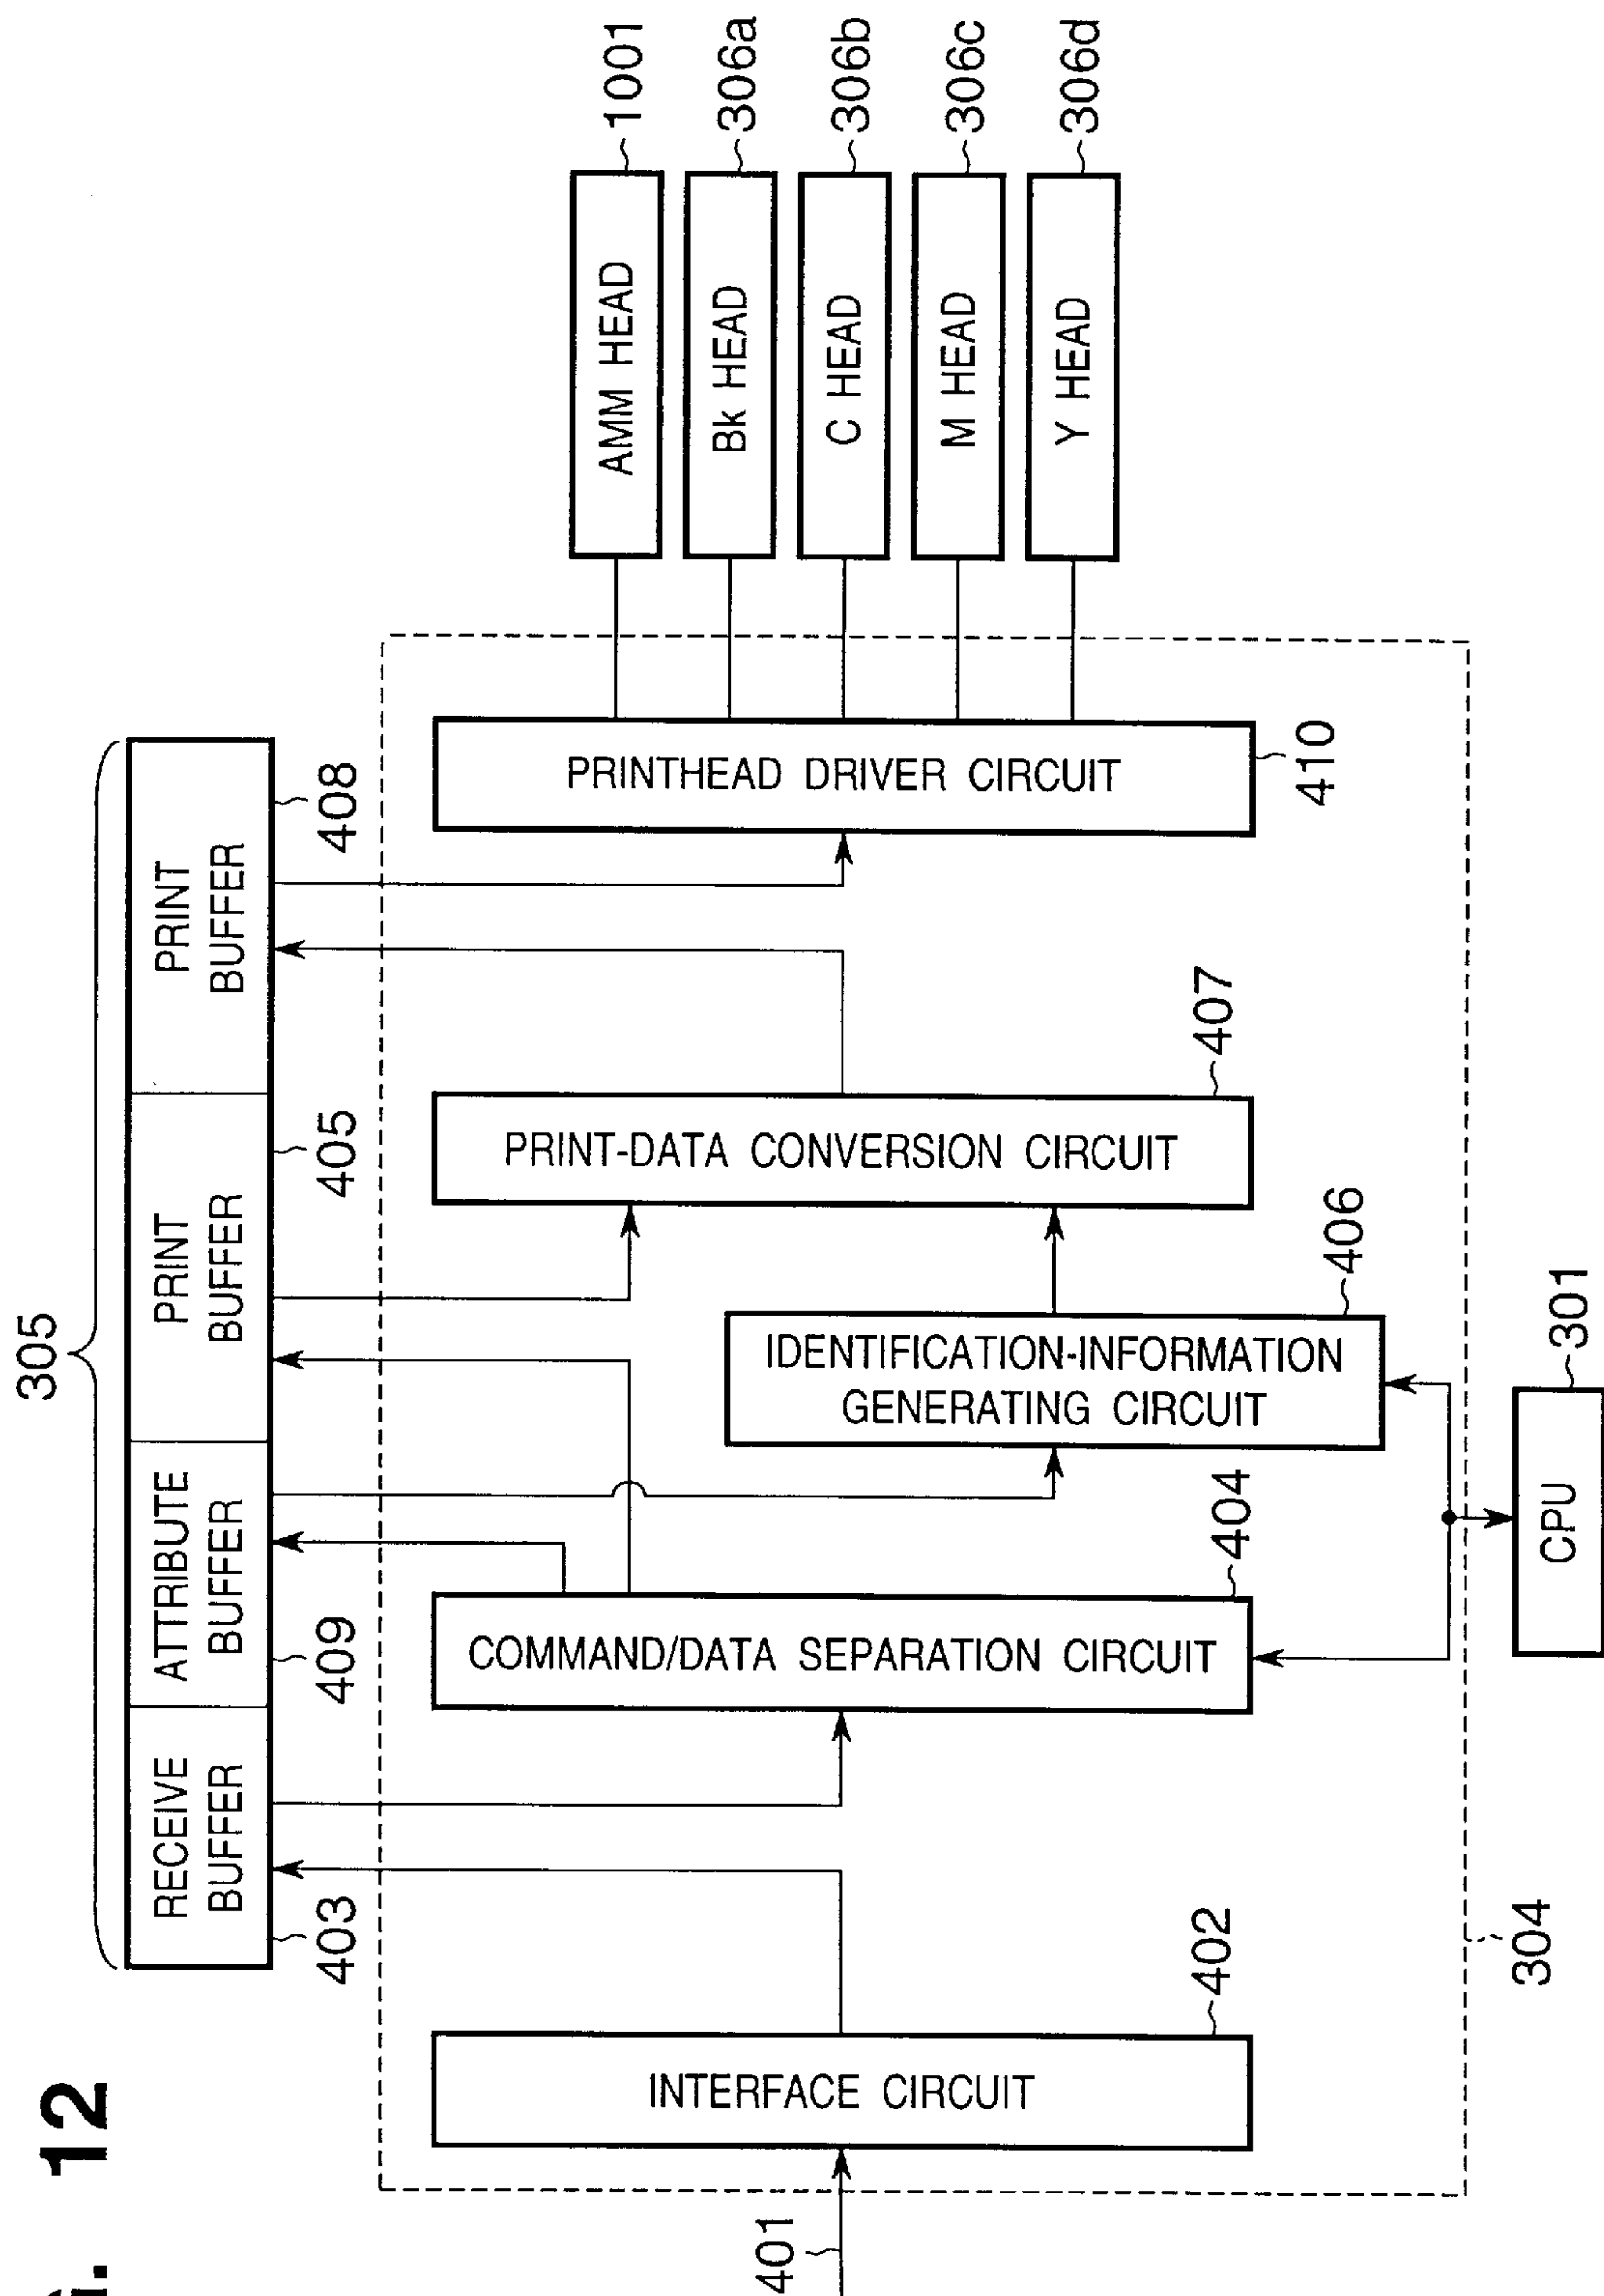 12
305
RECEIVE
BUFFER
ATTRIBUTE
BUFFER
PRINT
BUFFER
PRINT
BUFFER
403
409
405
408
401
INTERFACE CIRCUIT
402
COMMAND/DATA SEPARATION CIRCUIT
404
IDENTIFICATION-INFORMATION
GENERATING CIRCUIT
406
PRINT-DATA CONVERSION CIRCUIT
407
PRINTHEAD DRIVER CIRCUIT
410
AMM HEAD
1001
Bk HEAD
306a
C HEAD
306b
M HEAD
306c
Y HEAD
306d
304
CPU
301